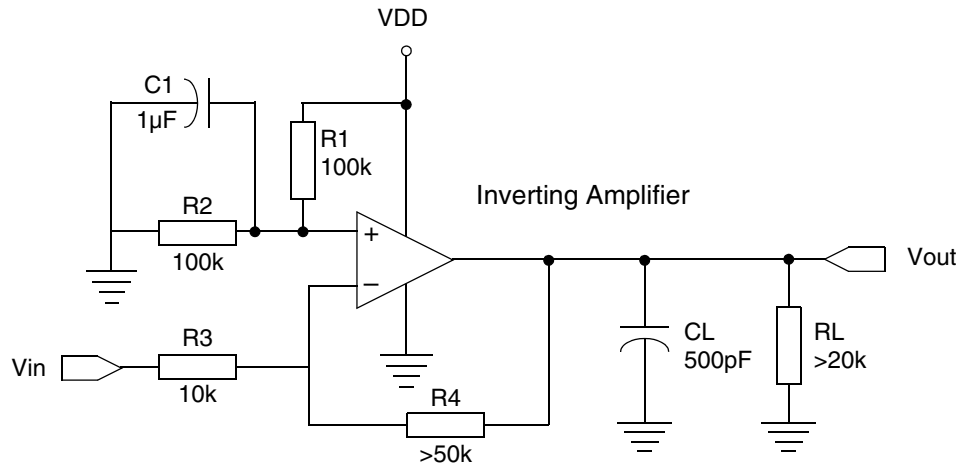 VDD
C1
1µF
R1
100k
R2
100k
Inverting Amplifier
+
−
Vout
R3
10k
Vin
R4
>50k
CL
500pF
RL
>20k